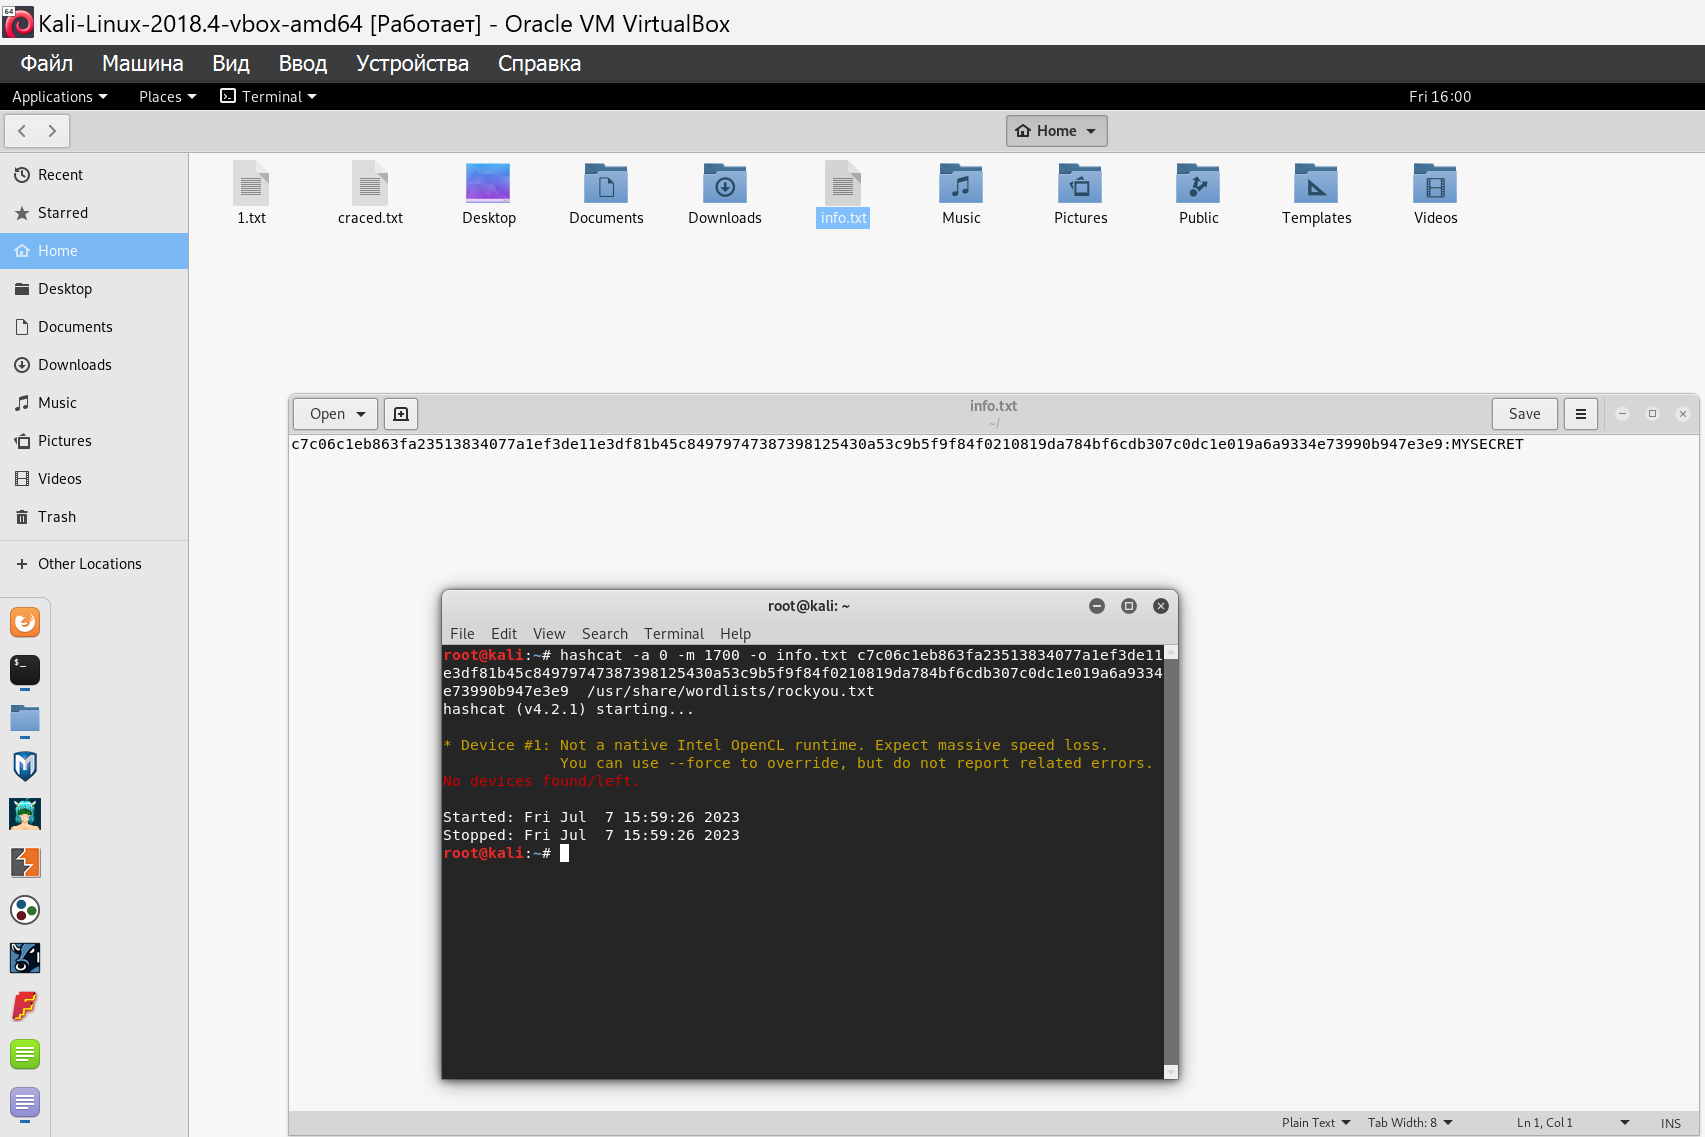 64
Kali-Linux-2018.4-vbox-amd64 [Работает] - Oracle VM VirtualBox
Файл Машина Вид Ввод Устройства Справка
Applications Places Terminal Fri 16:00
Home
Recent
Starred
Home
Desktop
Documents
Downloads
Music
Pictures
Videos
Trash
+ Other Locations
1.txt craced.txt Desktop Documents Downloads info.txt Music Pictures Public Templates Videos
Open info.txt Save
~/
c7c06c1eb863fa23513834077a1ef3de11e3df81b45c84979747387398125430a53c9b5f9f84f0210819da784bf6cdb307c0dc1e019a6a9334e73990b947e3e9:MYSECRET
root@kali: ~
File Edit View Search Terminal Help
root@kali:~# hashcat -a 0 -m 1700 -o info.txt c7c06c1eb863fa23513834077a1ef3de11
e3df81b45c84979747387398125430a53c9b5f9f84f0210819da784bf6cdb307c0dc1e019a6a9334
e73990b947e3e9  /usr/share/wordlists/rockyou.txt
hashcat (v4.2.1) starting...
* Device #1: Not a native Intel OpenCL runtime. Expect massive speed loss.
You can use --force to override, but do not report related errors.
No devices found/left.
Started: Fri Jul  7 15:59:26 2023
Stopped: Fri Jul  7 15:59:26 2023
root@kali:~#
Plain Text Tab Width: 8 Ln 1, Col 1 INS